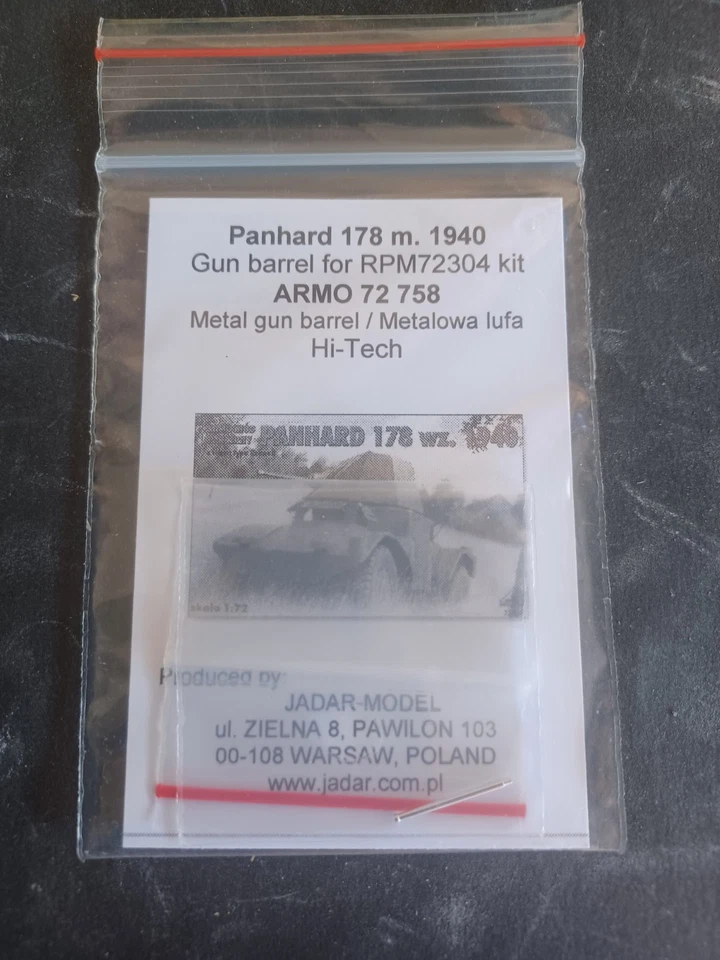 Panhard 178 m. 1940
Gun barrel for RPM72304 kit
ARMO 72 758
Metal gun barrel / Metalowa lufa
Hi-Tech
PANHARD 178 wz. 1940
skala 1:72
Produced by:
JADAR-MODEL
ul. ZIELNA 8, PAWILON 103
00-108 WARSAW, POLAND
www.jadar.com.pl